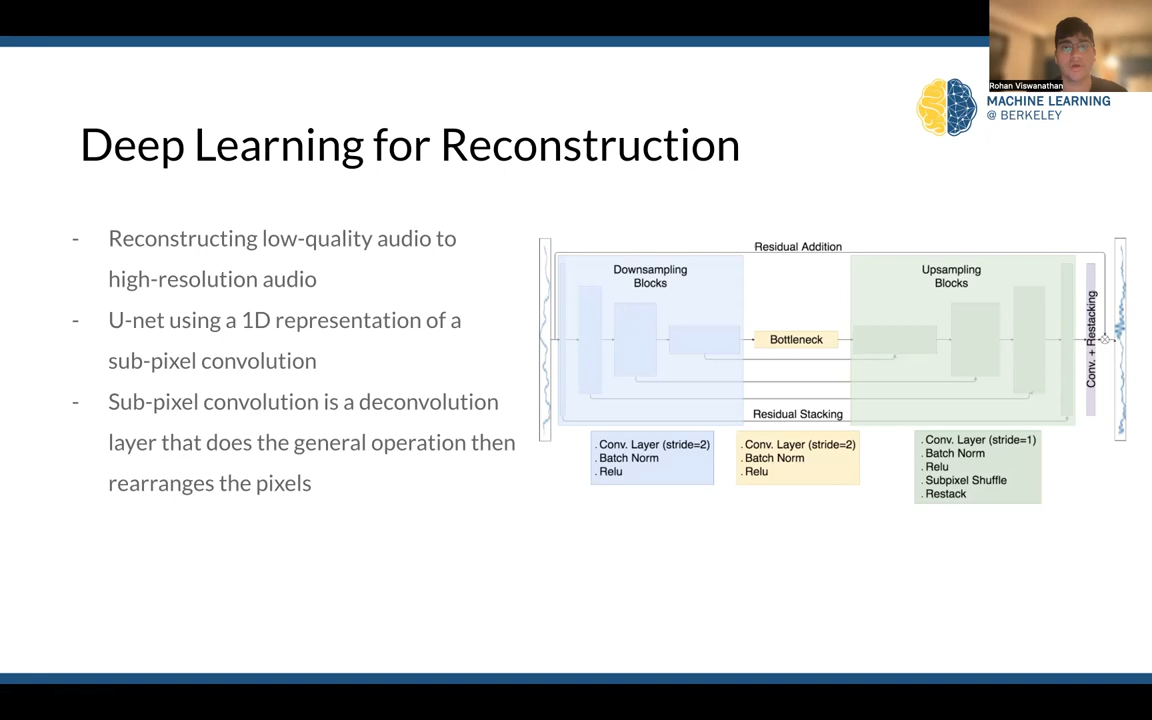 Rohan Viswanathan
MACHINE LEARNING
@ BERKELEY
Deep Learning for Reconstruction
- Reconstructing low-quality audio to
high-resolution audio
- U-net using a 1D representation of a
sub-pixel convolution
- Sub-pixel convolution is a deconvolution
layer that does the general operation then
rearranges the pixels
Residual Addition
Downsampling
Blocks
Upsampling
Blocks
Bottleneck
Conv. + Restacking
Residual Stacking
. Conv. Layer (stride=2)
. Batch Norm
. Relu
. Conv. Layer (stride=2)
. Batch Norm
. Relu
. Conv. Layer (stride=1)
. Batch Norm
. Relu
. Subpixel Shuffle
. Restack